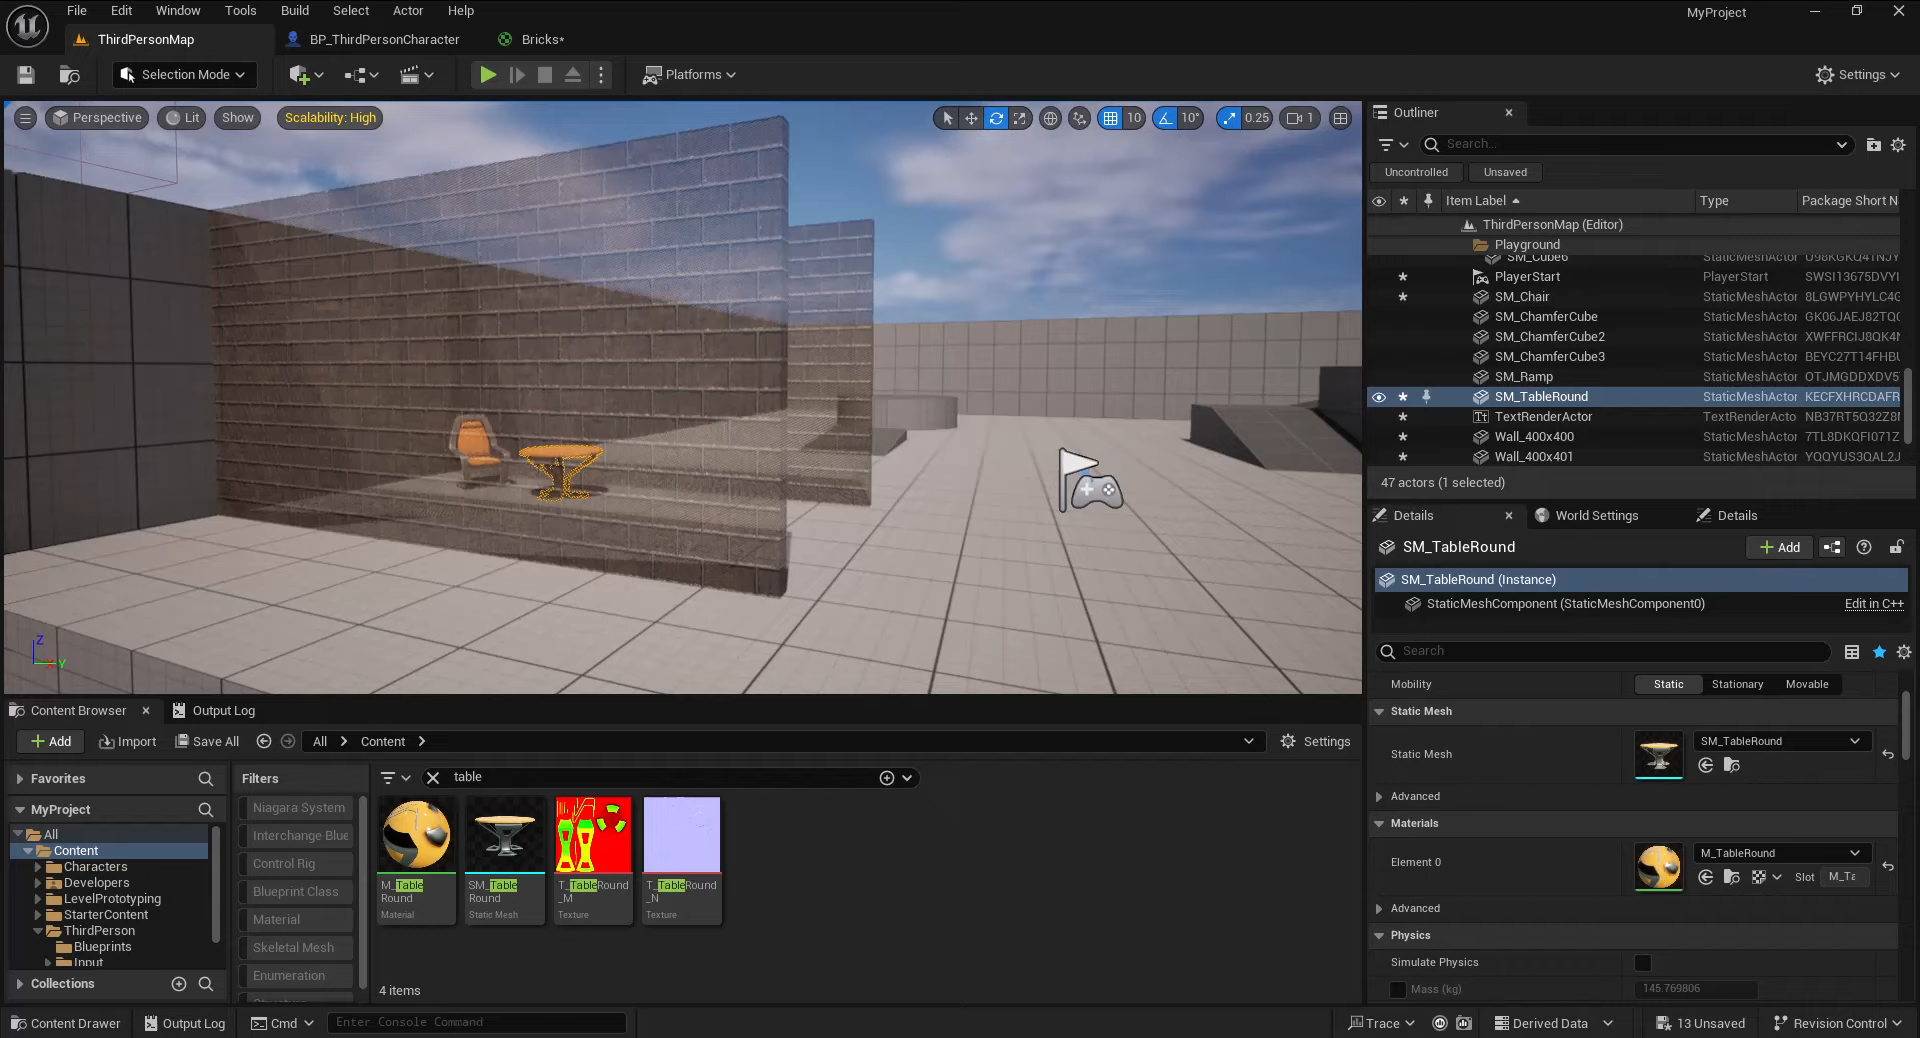 File Edit Window Tools Build Select Actor Help
MyProject
ThirdPersonMap
BP_ThirdPersonCharacter
Bricks*
Selection Mode
Platforms
Settings
Perspective
Lit
Show
Scalability: High
10
10°
0.25
1
Outliner
Search...
Uncontrolled
Unsaved
Item Label
Type
Package Short N
ThirdPersonMap (Editor)
Playground
SM_Cube6 StaticMeshActor
PlayerStart PlayerStart SWSI13675DVYI
SM_Chair StaticMeshActor 8LGWPYHYLC4G
SM_ChamferCube StaticMeshActor GK06JAEJ82TQ0
SM_ChamferCube2 StaticMeshActor XWFFRCIJ8QK4N
SM_ChamferCube3 StaticMeshActor BEYC27T14FHBU
SM_Ramp StaticMeshActor OTJMGDDXDV5
SM_TableRound StaticMeshActor KECFXHRCDAFR
TextRenderActor TextRenderActo NB37RT5Q32Z8I
Wall_400x400 StaticMeshActor 7TL8DKQFI071Z
Wall_400x401 StaticMeshActor YQQYUS3QAL2J
47 actors (1 selected)
Details
World Settings
Details
SM_TableRound
Add
SM_TableRound (Instance)
StaticMeshComponent (StaticMeshComponent0)
Edit in C++
Search
Mobility
Static Stationary Movable
Static Mesh
Static Mesh
SM_TableRound
Advanced
Materials
Element 0
M_TableRound
Slot M_Ta
Advanced
Physics
Simulate Physics
Mass (kg) 145.769806
Z
X
Y
Content Browser
Output Log
Add
Import
Save All
All
Content
Settings
Favorites
Filters
table
MyProject
All
Content
Characters
Developers
LevelPrototyping
StarterContent
ThirdPerson
Blueprints
Input
Collections
Niagara System
Interchange Blue
Control Rig
Blueprint Class
Material
Skeletal Mesh
Enumeration
M_Table
Round
Material
SM_Table
Round
Static Mesh
T_TableRound
_M
Texture
T_TableRound
_N
Texture
4 items
Content Drawer
Output Log
Cmd
Enter Console Command
Trace
Derived Data
13 Unsaved
Revision Control